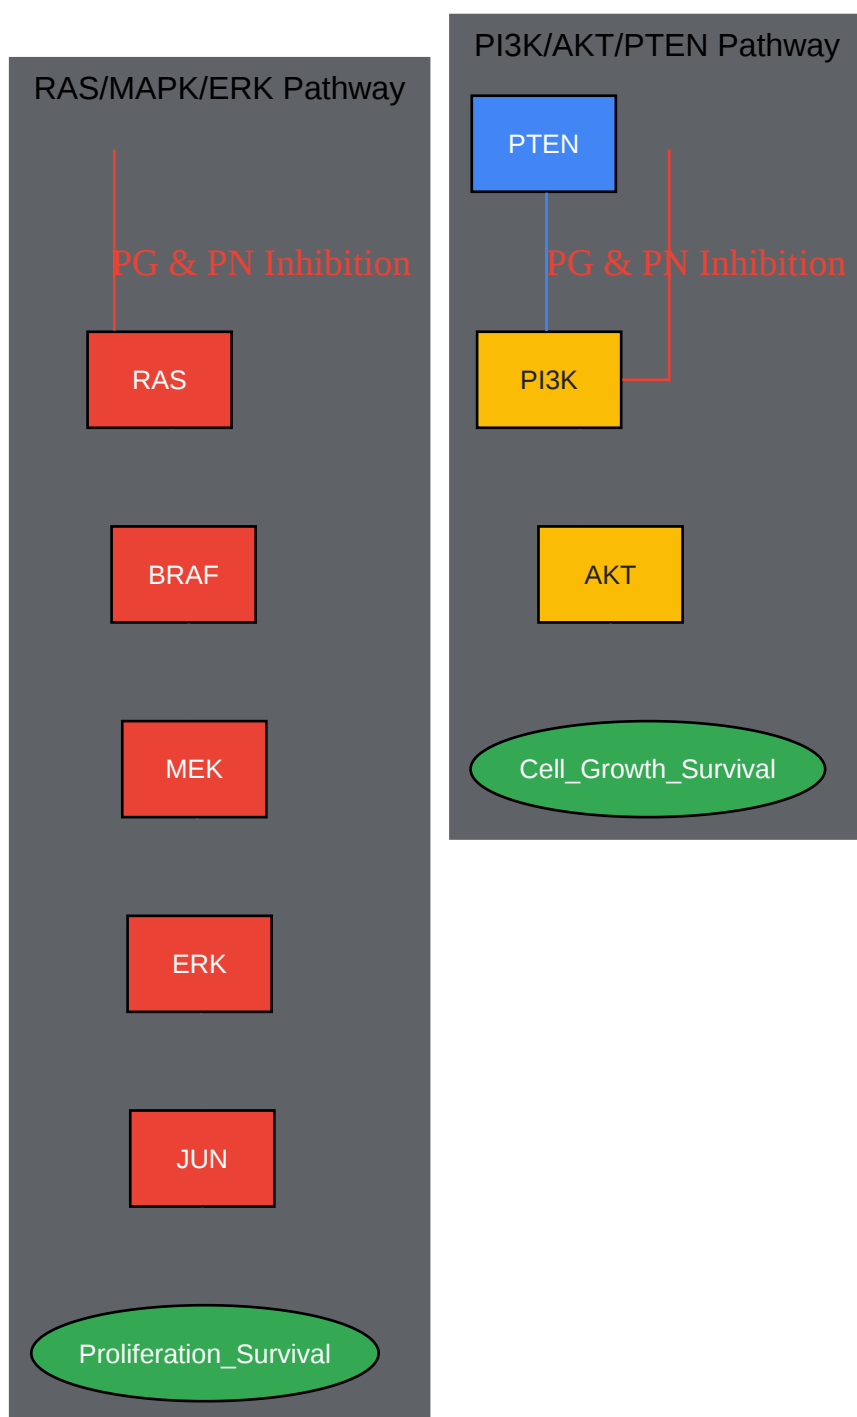 RAS/MAPK/ERK Pathway
PG & PN Inhibition
RAS
BRAF
MEK
ERK
JUN
Proliferation_Survival
PI3K/AKT/PTEN Pathway
PTEN
PG & PN Inhibition
PI3K
AKT
Cell_Growth_Survival